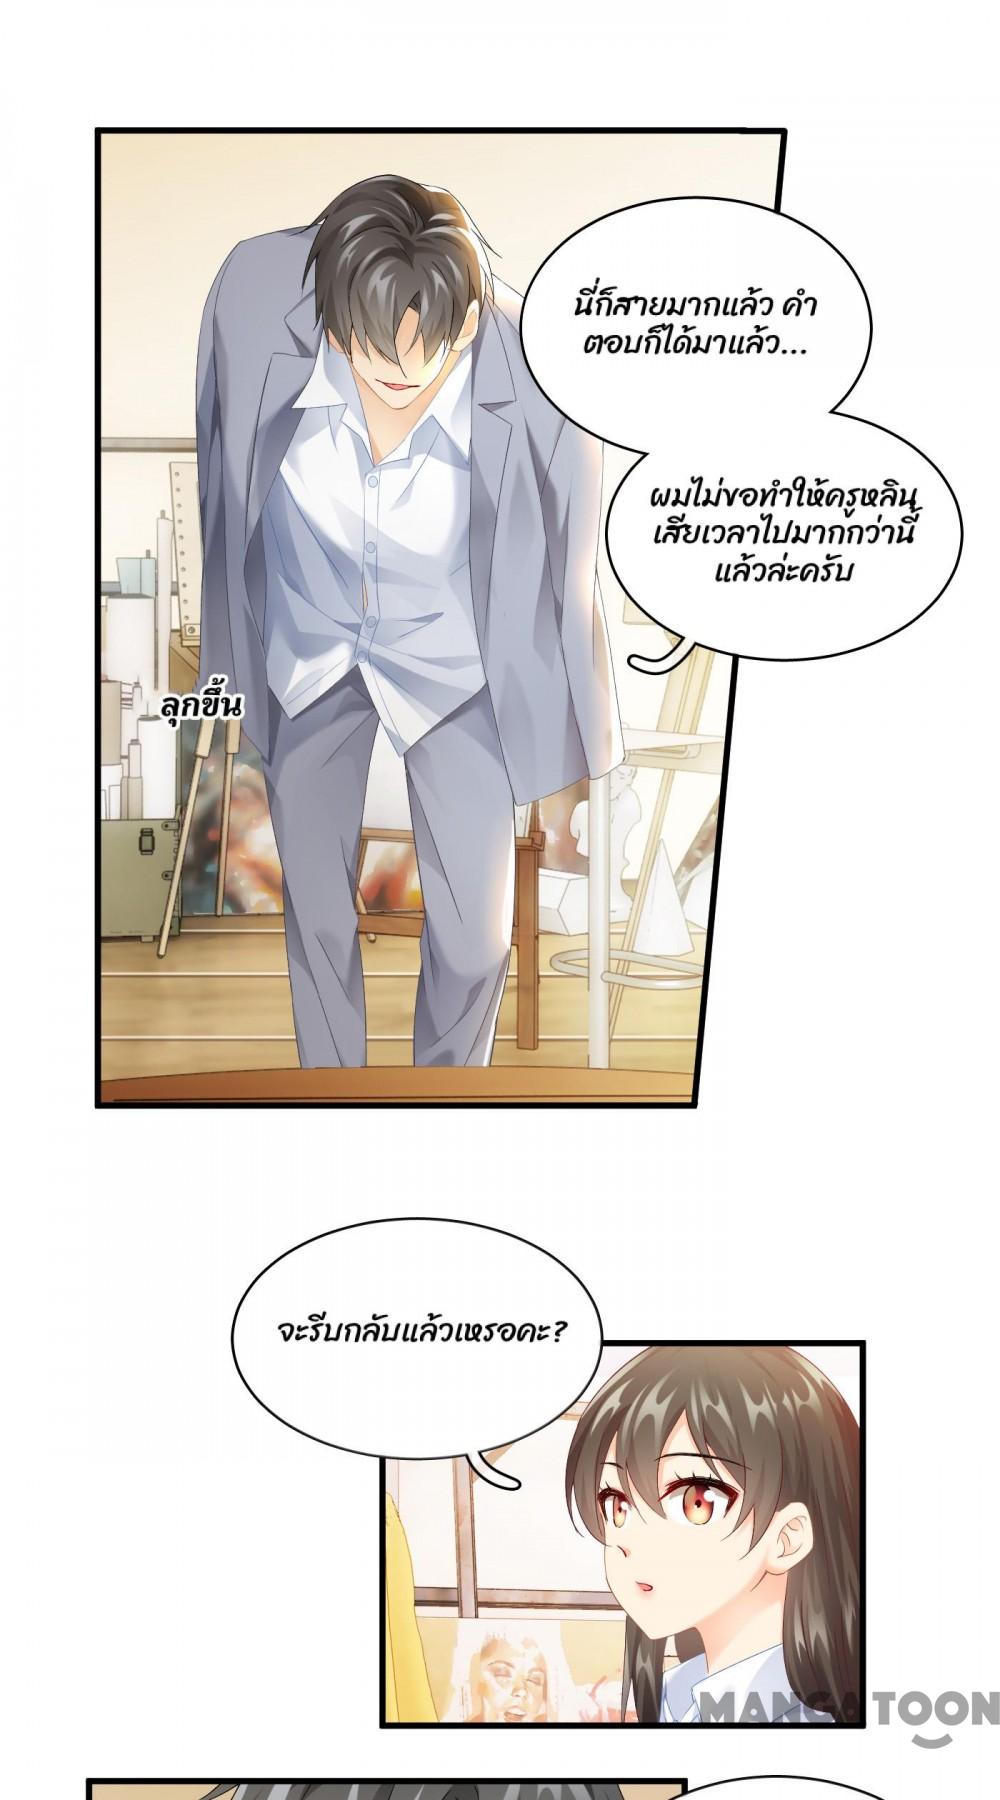 นี่ก็สายมากแล้ว คำ
ตอบก็ได้มาแล้ว...
ผมไม่ขอทำให้ครูหลิน
เสียเวลาไปมากกว่านี้
แล้วล่ะครับ
ลุกขึ้น
จะรีบกลับแล้วเหรอคะ?
MANGATOON